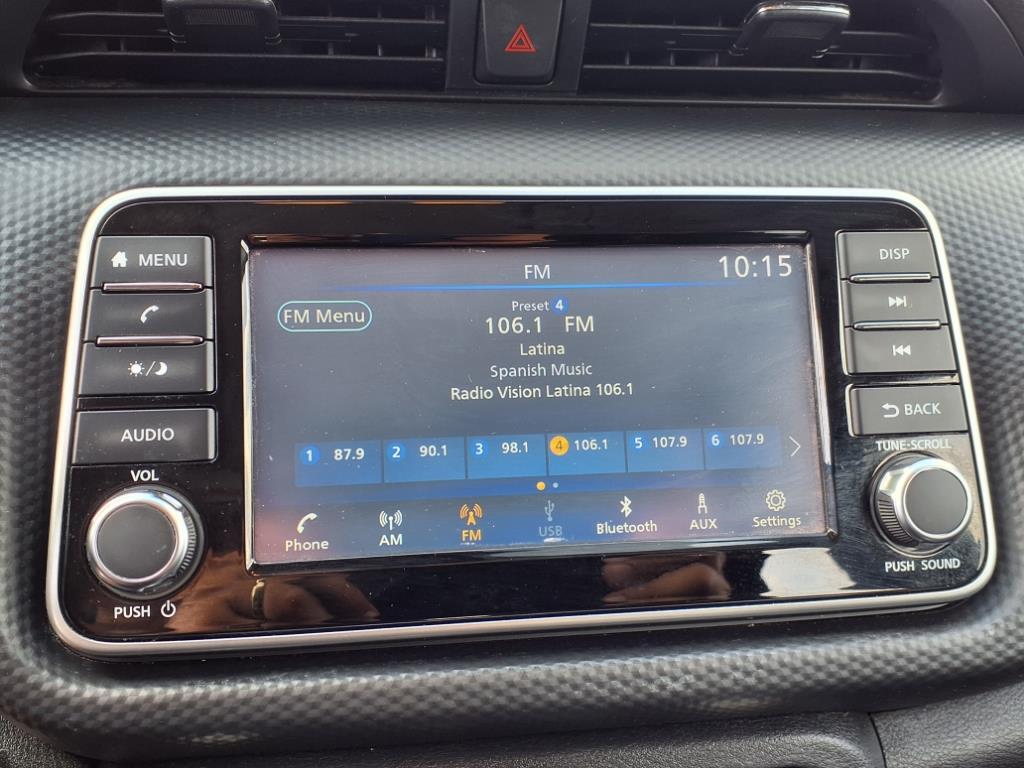 MENU
AUDIO
VOL
PUSH
FM
10:15
FM Menu
Preset 4
106.1 FM
Latina
Spanish Music
Radio Vision Latina 106.1
1 87.9 2 90.1 3 98.1 4 106.1 5 107.9 6 107.9
Phone AM FM USB Bluetooth AUX Settings
DISP
BACK
TUNE·SCROLL
PUSH SOUND